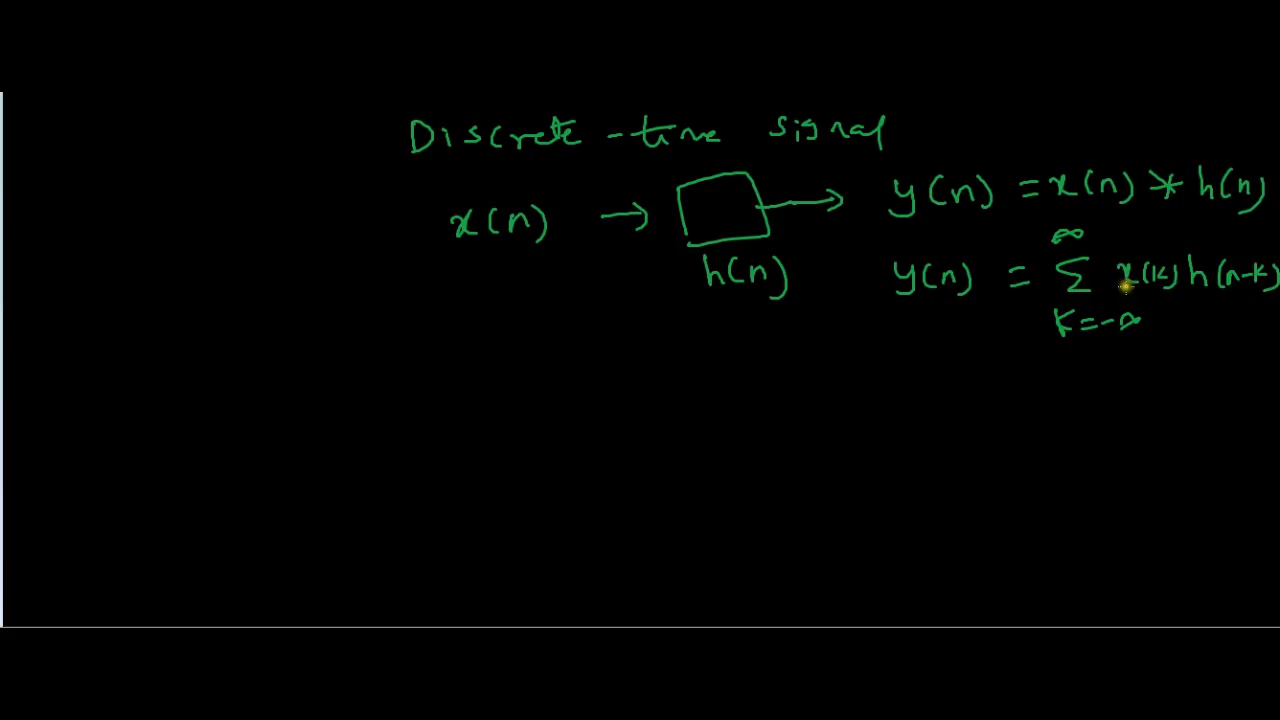 Discrete-time signal
x(n) → □ → y(n) = x(n) * h(n)
h(n)
y(n) = ∞ Σ k=-∞ x(k) h(n-k)